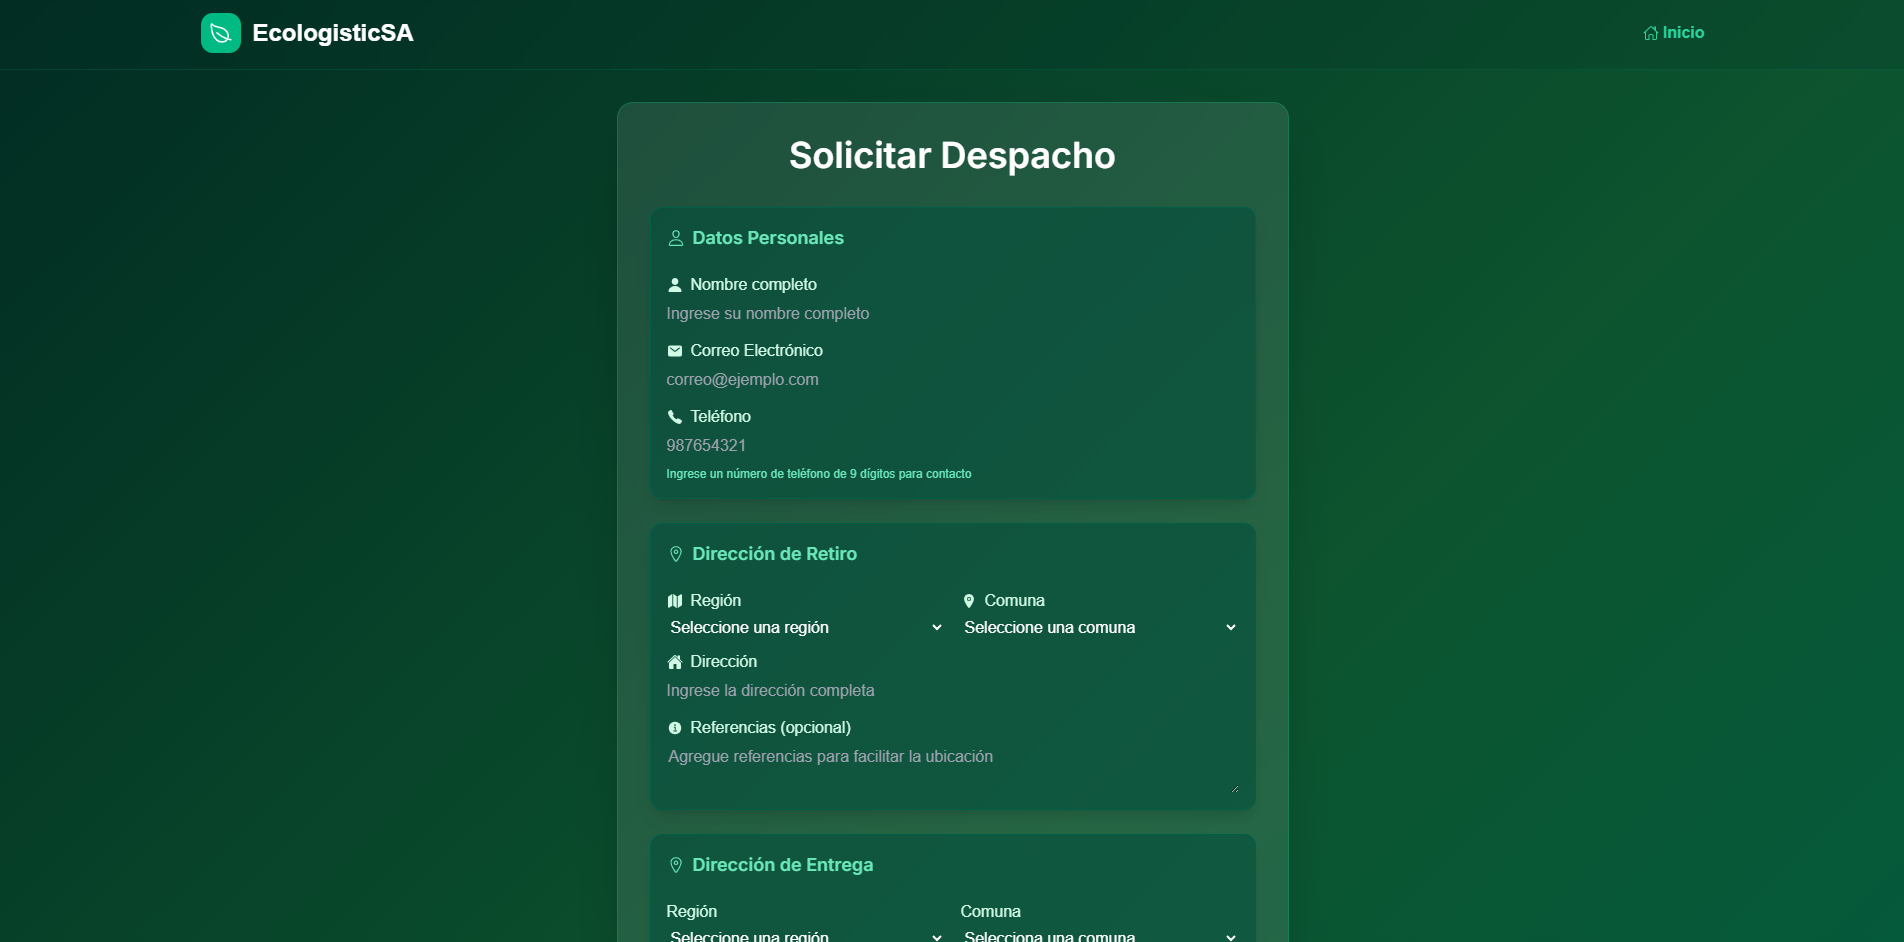 EcologisticSA
Inicio
Solicitar Despacho
Datos Personales
Nombre completo
Ingrese su nombre completo
Correo Electrónico
correo@ejemplo.com
Teléfono
987654321
Ingrese un número de teléfono de 9 dígitos para contacto
Dirección de Retiro
Región
Comuna
Seleccione una región
Seleccione una comuna
Dirección
Ingrese la dirección completa
Referencias (opcional)
Agregue referencias para facilitar la ubicación
Dirección de Entrega
Región
Comuna
Seleccione una región
Selecciona una comuna